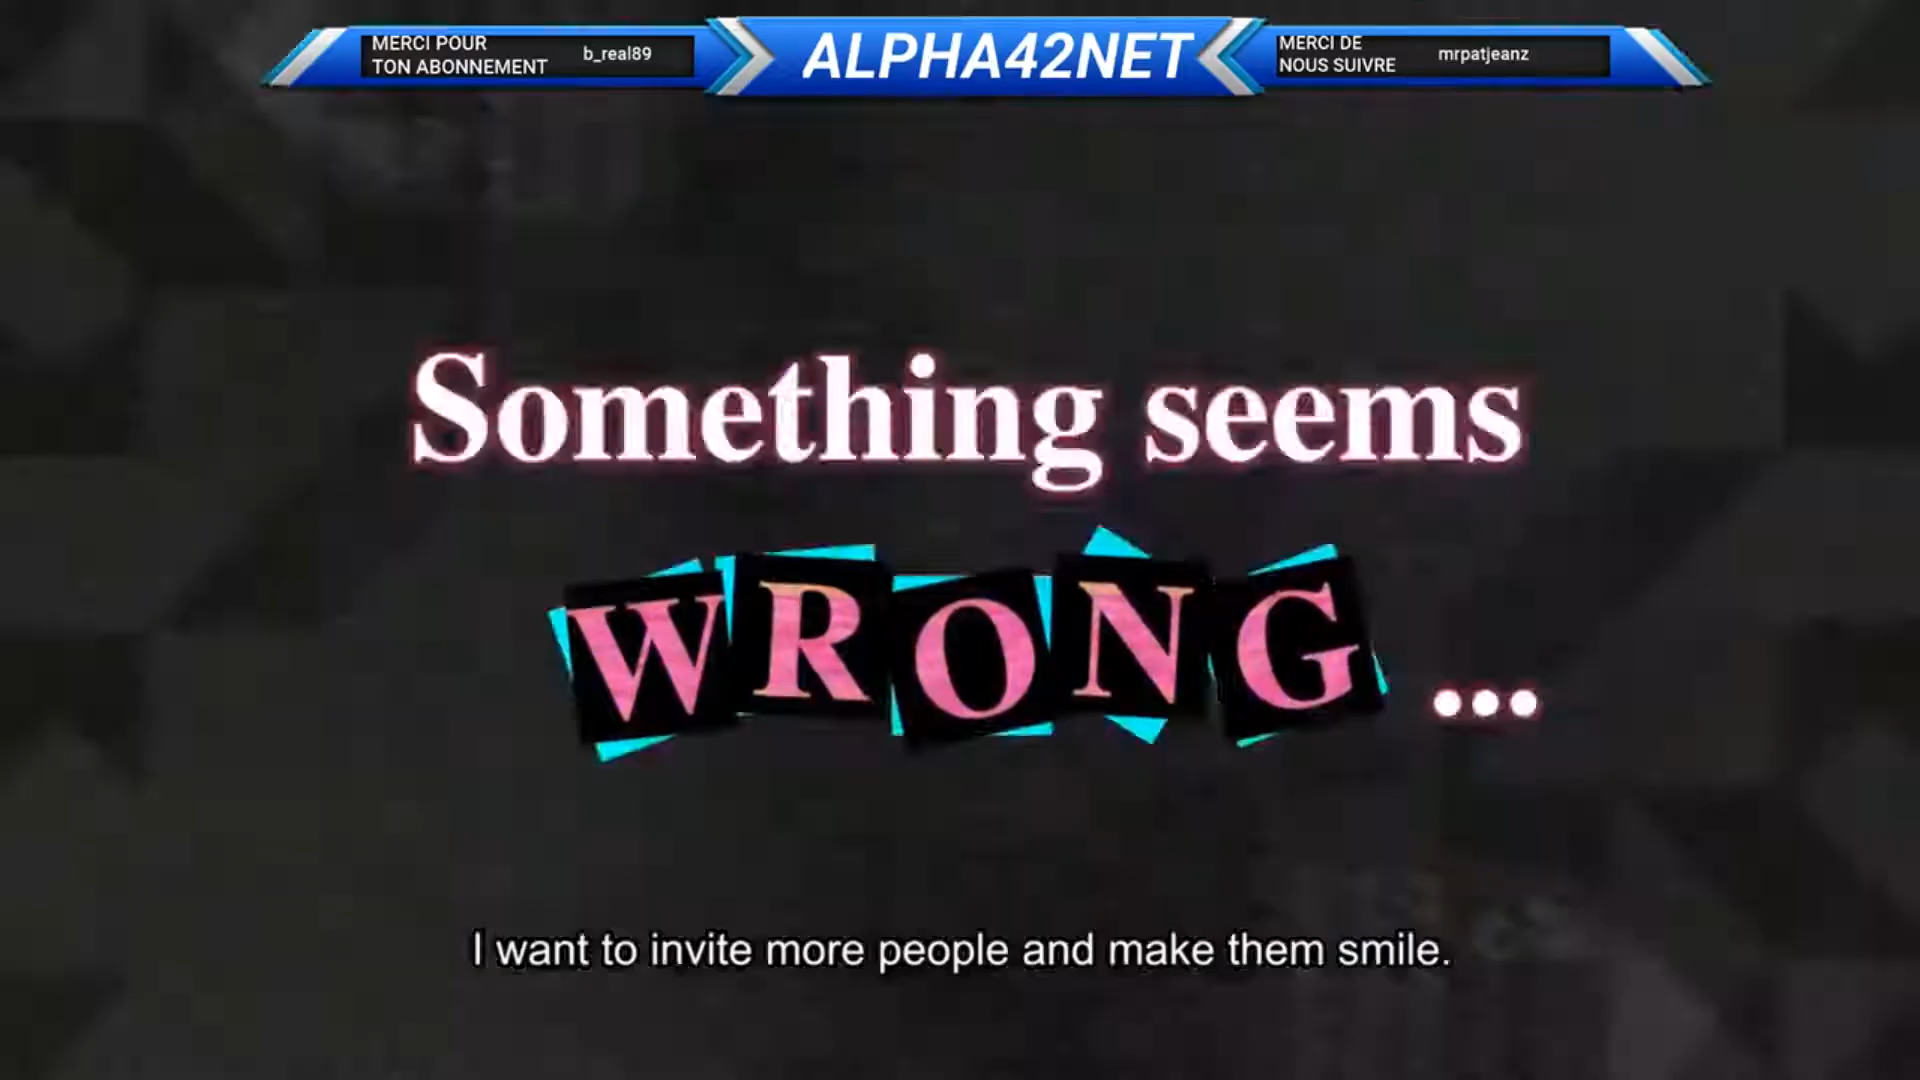 MERCI POUR
TON ABONNEMENT
b_real89
ALPHA42NET
MERCI DE
NOUS SUIVRE
mrpatjeanz
Something seems
WRONG...
I want to invite more people and make them smile.